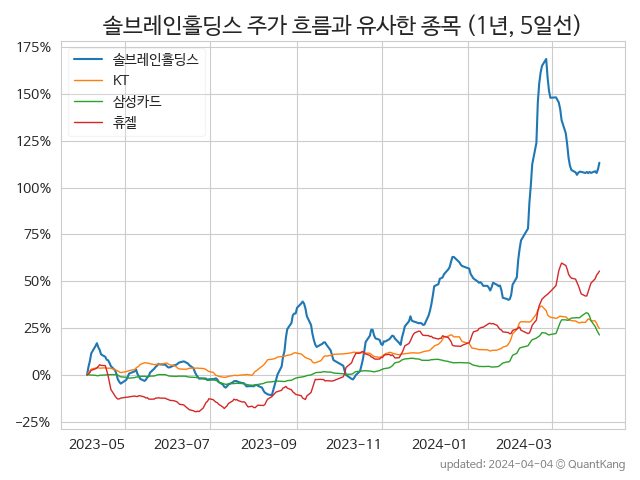 솔브레인홀딩스 주가 흐름과 유사한 종목 (1년, 5일선)
175%
150%
125%
100%
75%
50%
25%
0%
−25%
솔브레인홀딩스
KT
삼성카드
휴젤
2023-05
2023-07
2023-09
2023-11
2024-01
2024-03
updated: 2024-04-04 © QuantKang